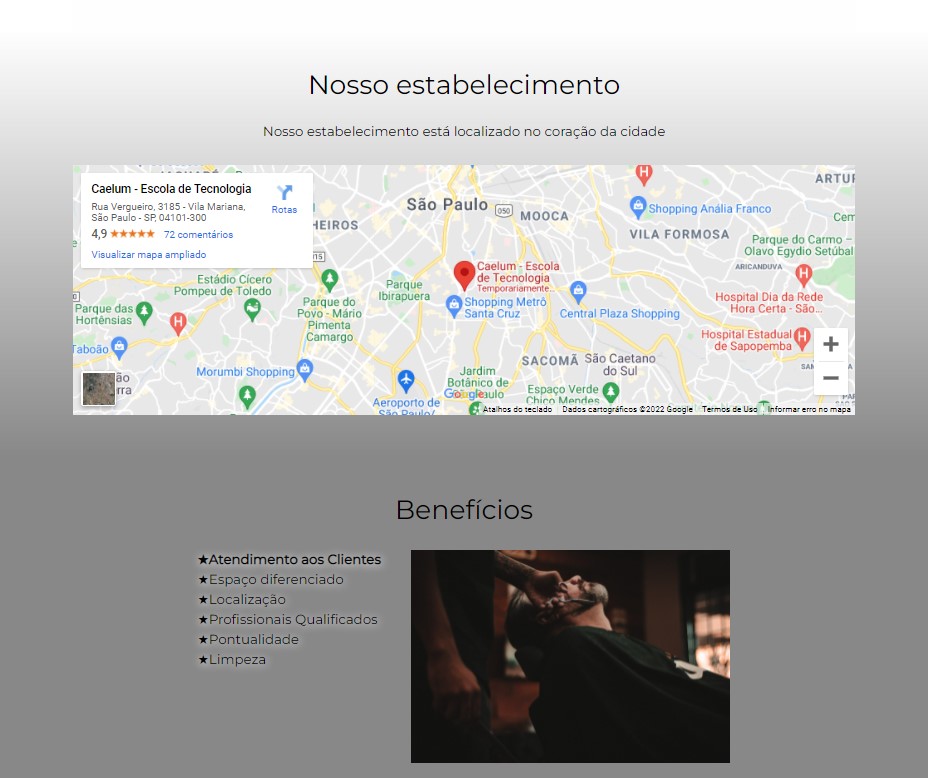 Nosso estabelecimento
Nosso estabelecimento está localizado no coração da cidade
Caelum - Escola de Tecnologia
Rua Vergueiro, 3185 - Vila Mariana,
São Paulo - SP, 04101-300
4,9 ★★★★★ 72 comentários
Visualizar mapa ampliado
Rotas
São Paulo
050
MOOCA
ARTUR
Shopping Anália Franco
VILA FORMOSA
Cem
HEIROS
Parque do Carmo –
Olavo Egydio Setúbal
ARICANDUVA
015
Caelum - Escola
de Tecnologia
Temporariamente...
Estádio Cícero
Pompeu de Toledo
Parque
Ibirapuera
Parque das
Hortênsias
Parque do
Povo - Mário
Pimenta
Camargo
Shopping Metrô
Santa Cruz
Central Plaza Shopping
Hospital Dia da Rede
Hora Certa - São...
Hospital Estadual
de Sapopemba
Taboão
Morumbi Shopping
SACOMÃ
São Caetano
do Sul
Jardim
Botânico de
Paulo
Aeroporto de
São Paulo/
Espaço Verde
Chico Mendes
Google
Atalhos do teclado
Dados cartográficos ©2022 Google
Termos de Uso
Informar erro no mapa
Benefícios
★Atendimento aos Clientes
★Espaço diferenciado
★Localização
★Profissionais Qualificados
★Pontualidade
★Limpeza